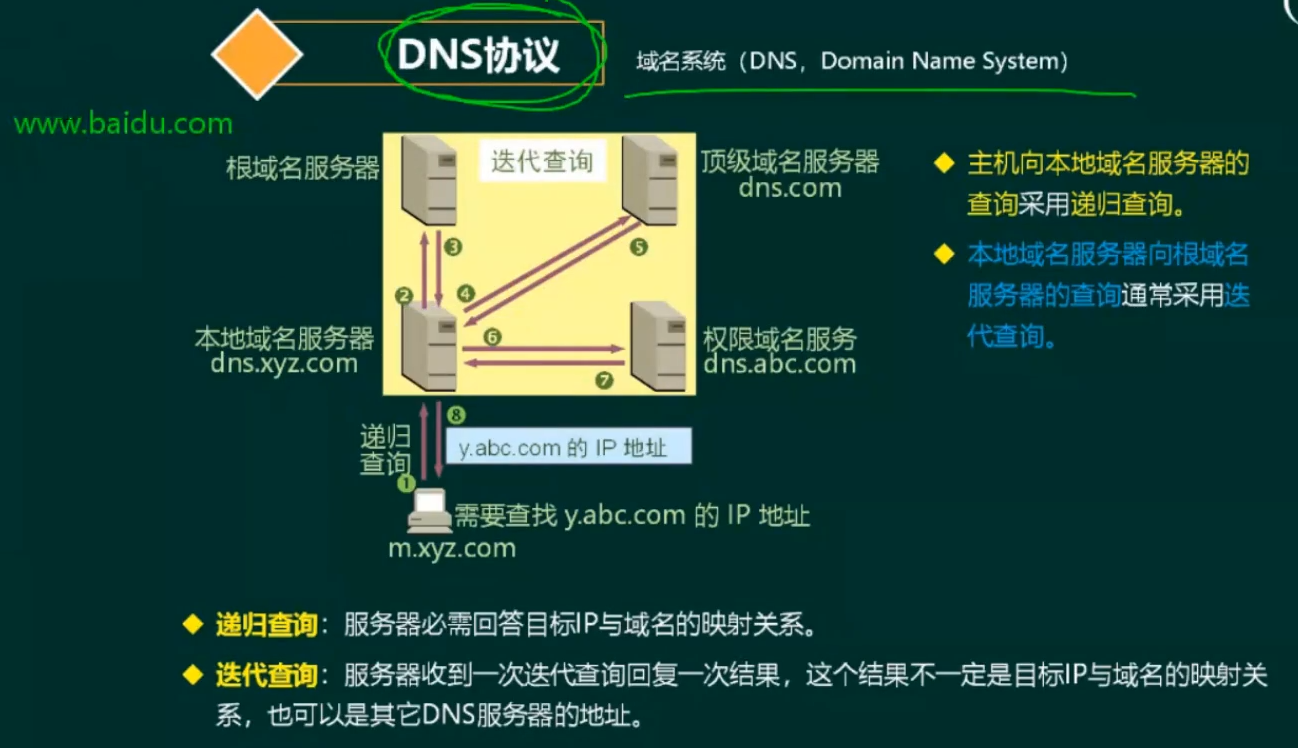 DNS协议
域名系统（DNS，Domain Name System）
www.baidu.com
根域名服务器
迭代查询
顶级域名服务器
dns.com
❸
❺
❷
❹
本地域名服务器
dns.xyz.com
❻
权限域名服务
dns.abc.com
❼
递归
查询
❽
y.abc.com 的 IP 地址
❶
需要查找 y.abc.com 的 IP 地址
m.xyz.com
主机向本地域名服务器的
查询采用递归查询。
本地域名服务器向根域名
服务器的查询通常采用迭
代查询。
递归查询：服务器必需回答目标IP与域名的映射关系。
迭代查询：服务器收到一次迭代查询回复一次结果，这个结果不一定是目标IP与域名的映射关
系，也可以是其它DNS服务器的地址。